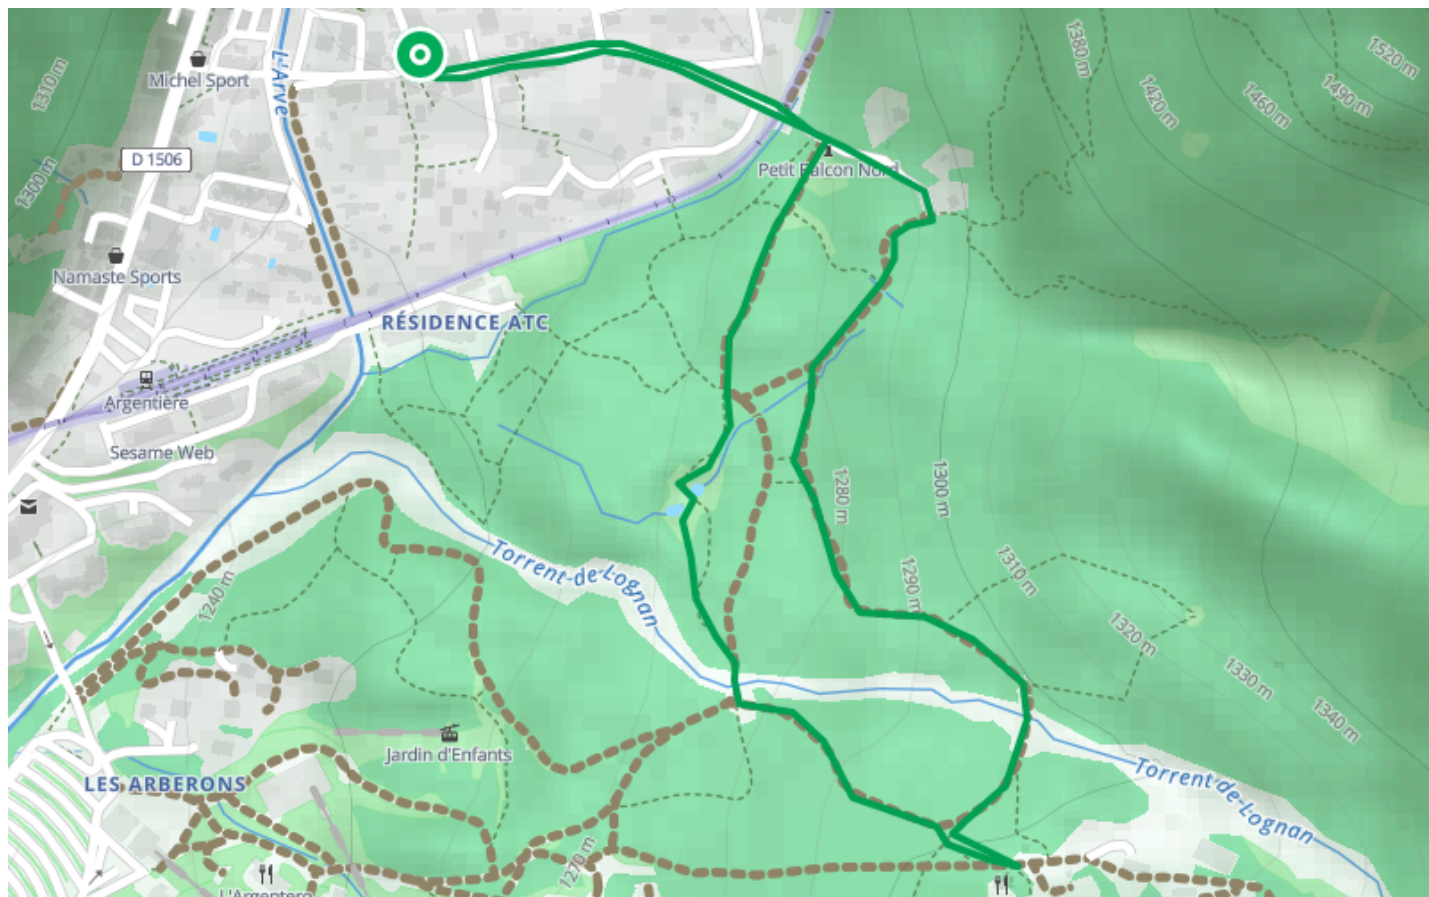 1310 m
Michel Sport
L'Arve
D 1506
1300 m
Namaste Sports
RÉSIDENCE ATC
Argentière
Sesame Web
Petit Balcon Nord
1380 m
1420 m
1460 m
1490 m
1520 m
1280 m
1300 m
1290 m
1310 m
1320 m
1330 m
1340 m
1240 m
Torrent de Lognan
Jardin d'Enfants
LES ARBERONS
1270 m
Torrent de Lognan
L'Argentero